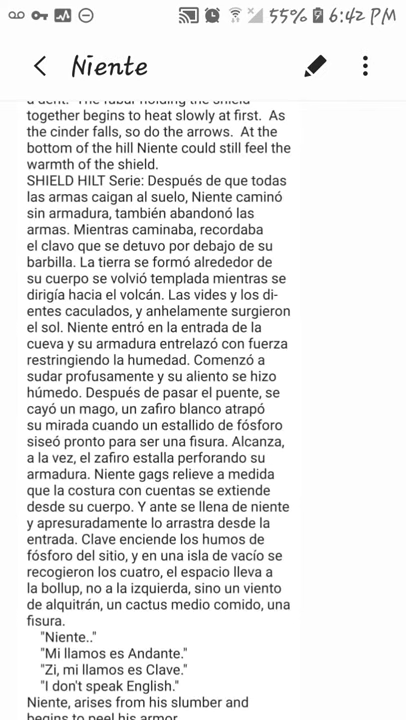 55% 6:42 PM
Niente
a dent. The rubar holding the shield
together begins to heat slowly at first. As
the cinder falls, so do the arrows. At the
bottom of the hill Niente could still feel the
warmth of the shield.
SHIELD HILT Serie: Después de que todas
las armas caigan al suelo, Niente caminó
sin armadura, también abandonó las
armas. Mientras caminaba, recordaba
el clavo que se detuvo por debajo de su
barbilla. La tierra se formó alrededor de
su cuerpo se volvió templada mientras se
dirigía hacia el volcán. Las vides y los di-
entes caculados, y anhelamente surgieron
el sol. Niente entró en la entrada de la
cueva y su armadura entrelazó con fuerza
restringiendo la humedad. Comenzó a
sudar profusamente y su aliento se hizo
húmedo. Después de pasar el puente, se
cayó un mago, un zafiro blanco atrapó
su mirada cuando un estallido de fósforo
siseó pronto para ser una fisura. Alcanza,
a la vez, el zafiro estalla perforando su
armadura. Niente gags relieve a medida
que la costura con cuentas se extiende
desde su cuerpo. Y ante se llena de niente
y apresuradamente lo arrastra desde la
entrada. Clave enciende los humos de
fósforo del sitio, y en una isla de vacío se
recogieron los cuatro, el espacio lleva a
la bollup, no a la izquierda, sino un viento
de alquitrán, un cactus medio comido, una
fisura.
"Niente.."
"Mi llamos es Andante."
"Zi, mi llamos es Clave."
"I don't speak English."
Niente, arises from his slumber and
begins to peel his armor